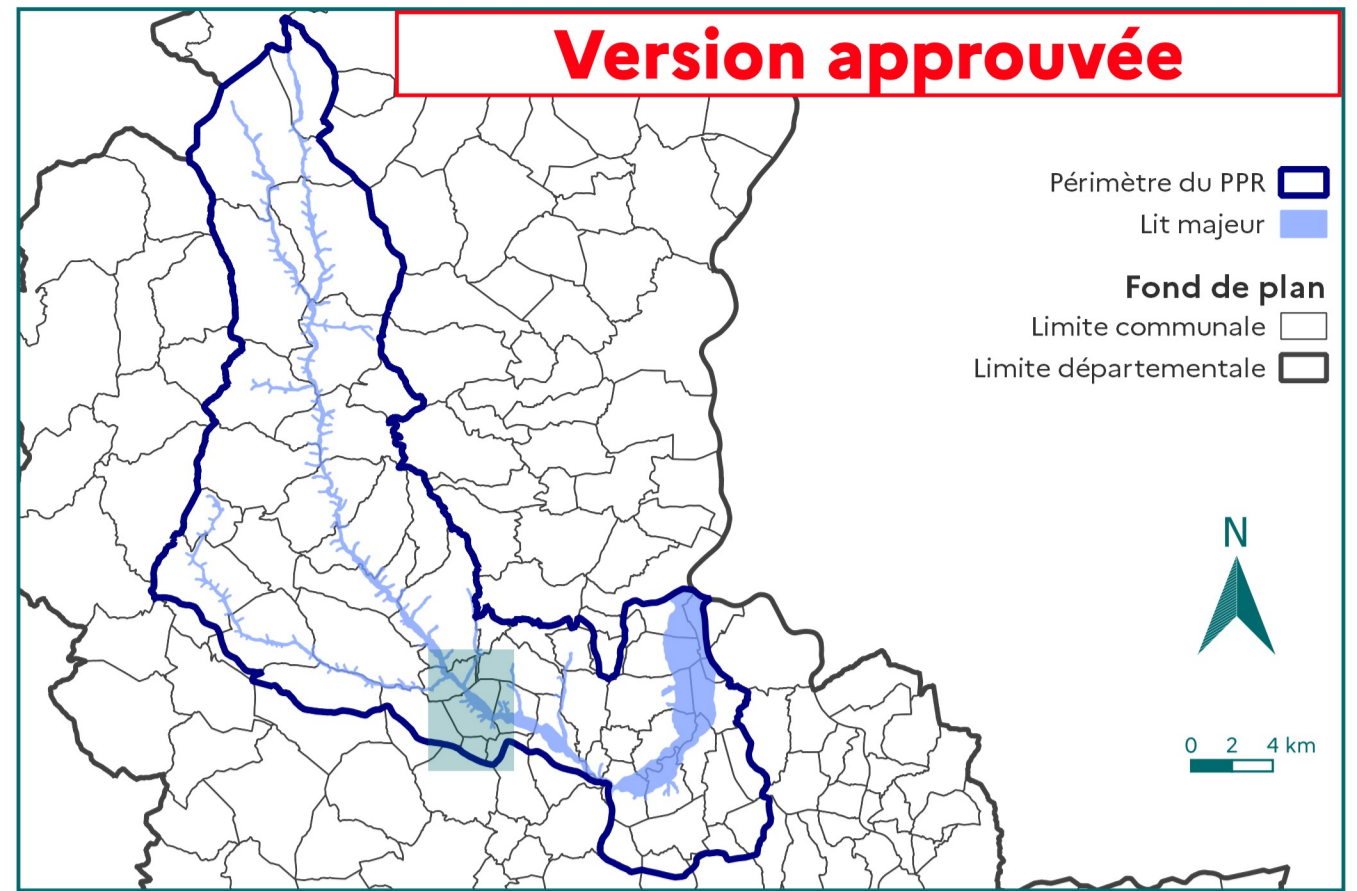 Version approuvée
Périmètre du PPR
Lit majeur
Fond de plan
Limite communale
Limite départementale
N
0 2 4 km